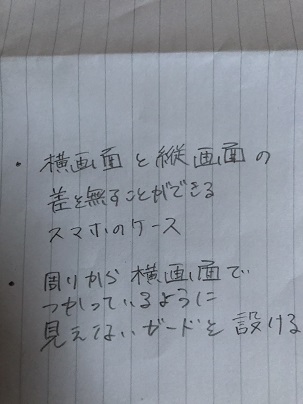 ・横画面と縦画面の
差を無すことができる
スマホのケース
・周りから横画面で
つかっているように
見えないガードを設ける